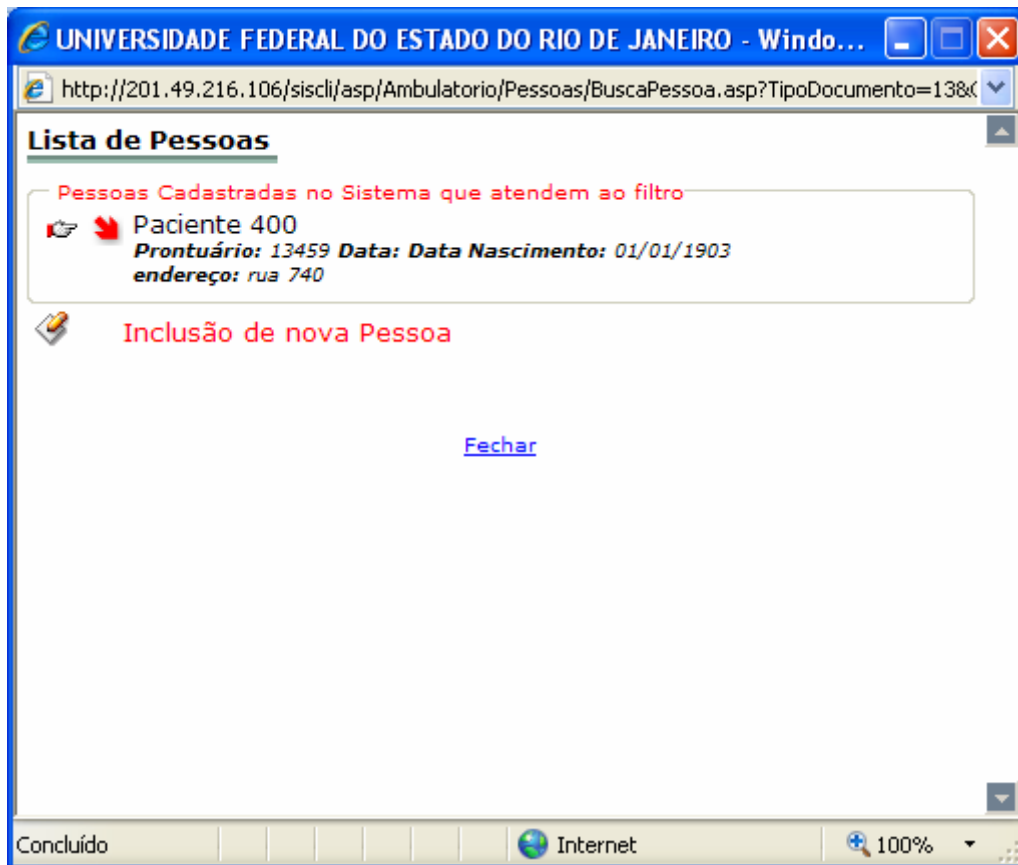 UNIVERSIDADE FEDERAL DO ESTADO DO RIO DE JANEIRO - Windo...
http://201.49.216.106/siscli/asp/Ambulatorio/Pessoas/BuscaPessoa.asp?TipoDocumento=138&
Lista de Pessoas
Pessoas Cadastradas no Sistema que atendem ao filtro
Paciente 400
Prontuário: 13459 Data: Data Nascimento: 01/01/1903
endereço: rua 740
Inclusão de nova Pessoa
Fechar
Concluído Internet 100%